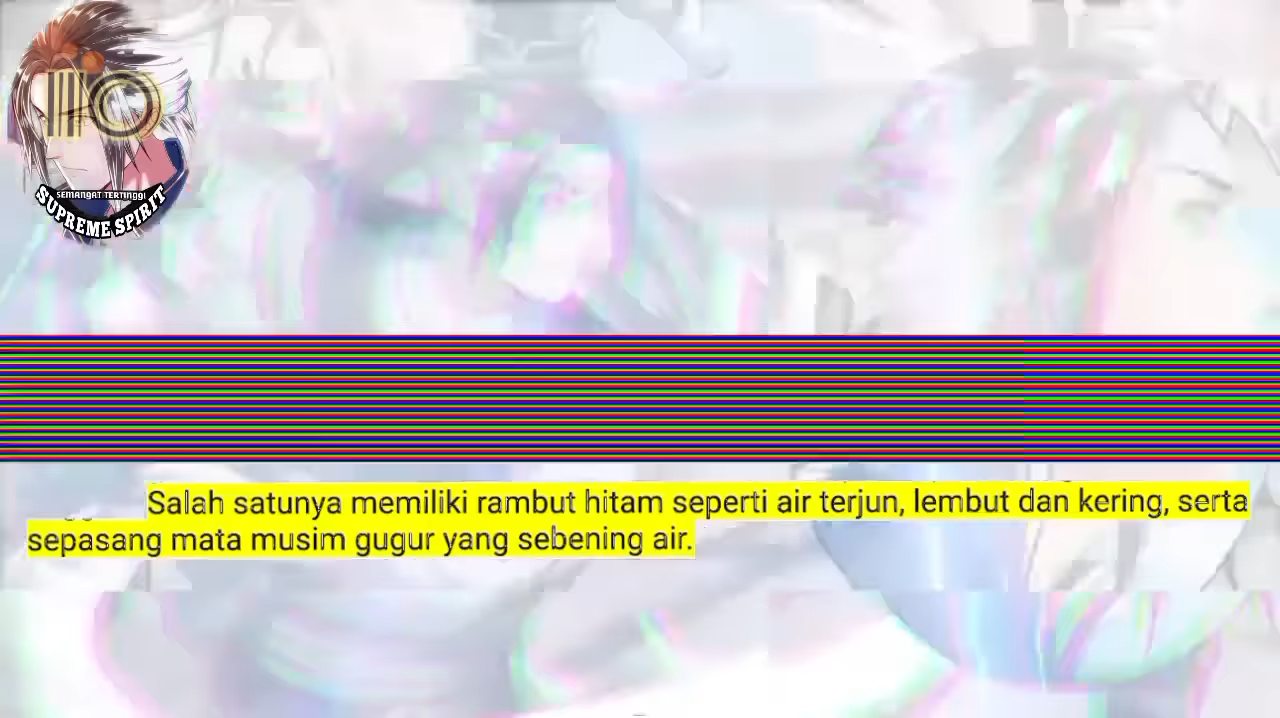 SEMANGAT TERTINGGI
SUPREME SPIRIT
Salah satunya memiliki rambut hitam seperti air terjun, lembut dan kering, serta
sepasang mata musim gugur yang sebening air.